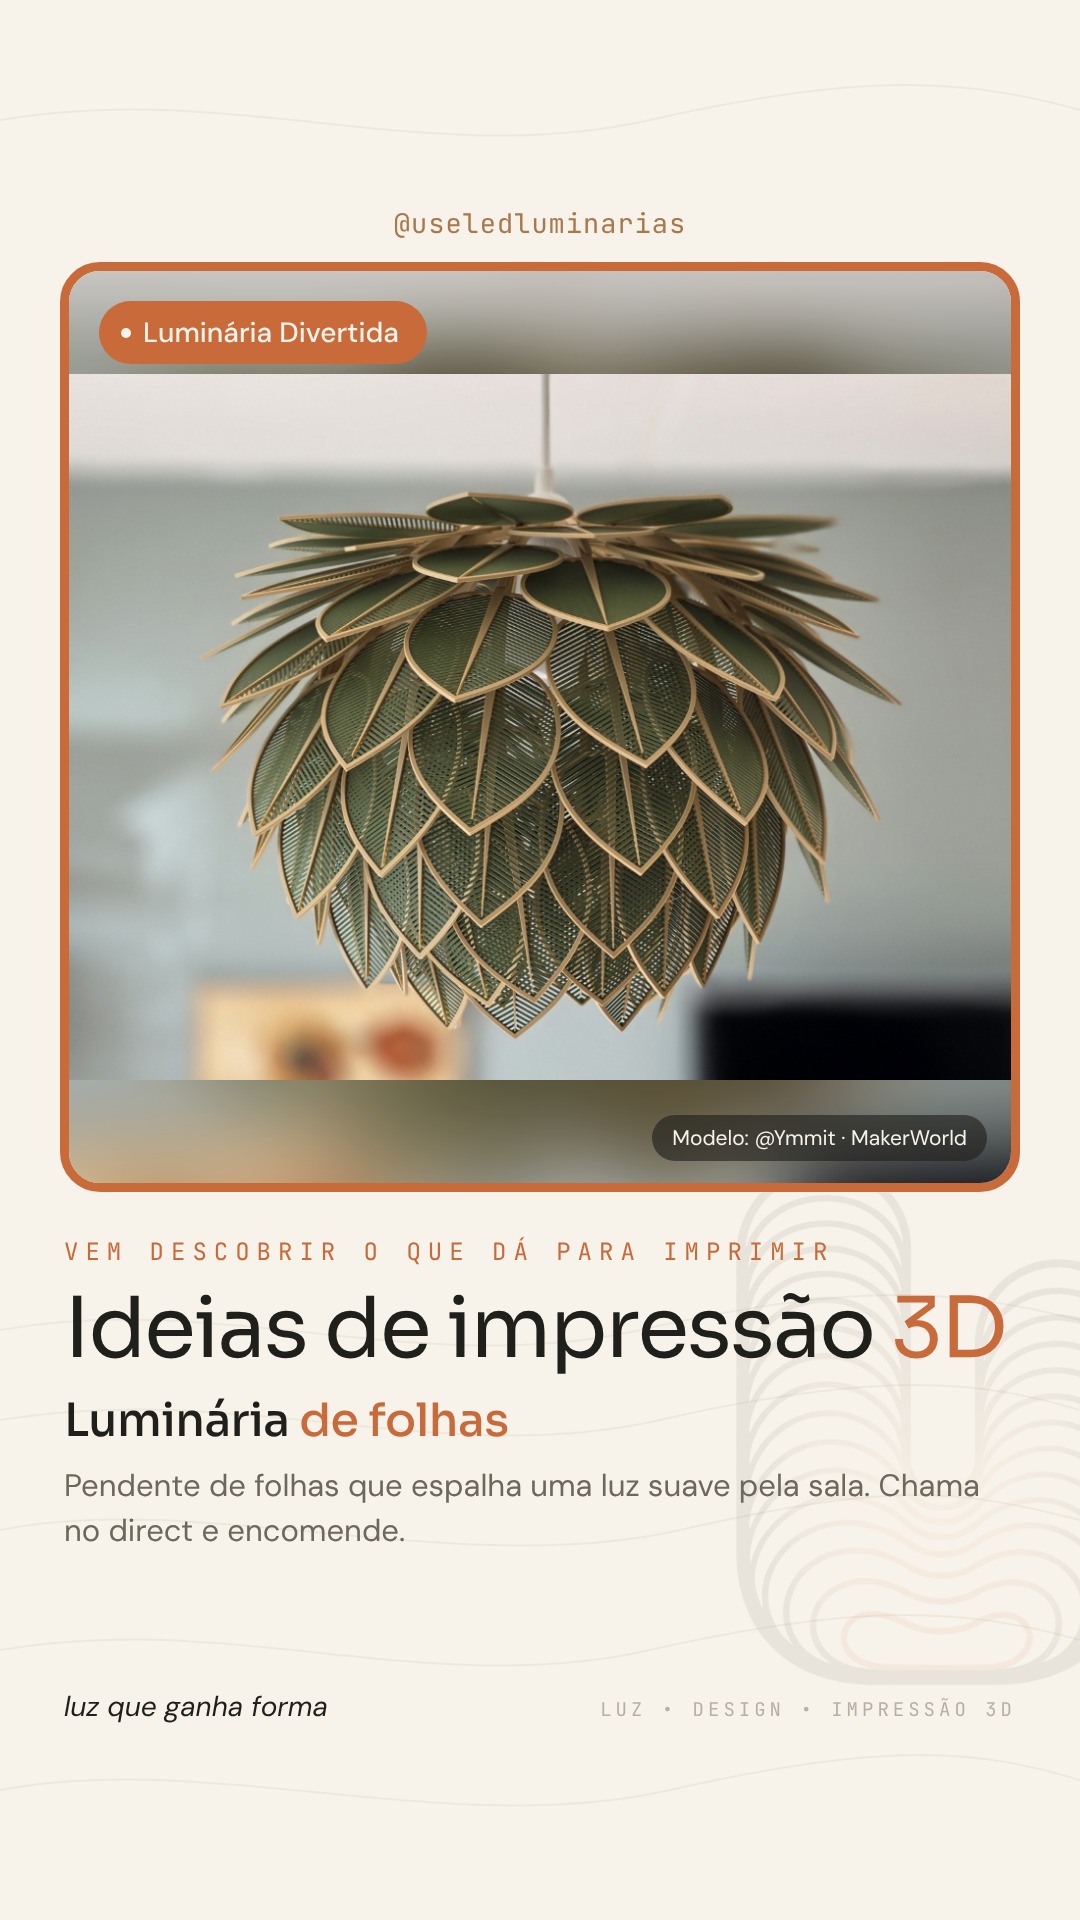 @useledluminarias
Luminária Divertida
Modelo: @Ymmit · MakerWorld
VEM DESCOBRIR O QUE DÁ PARA IMPRIMIR
Ideias de impressão 3D
Luminária de folhas
Pendente de folhas que espalha uma luz suave pela sala. Chama
no direct e encomende.
luz que ganha forma
LUZ • DESIGN • IMPRESSÃO 3D